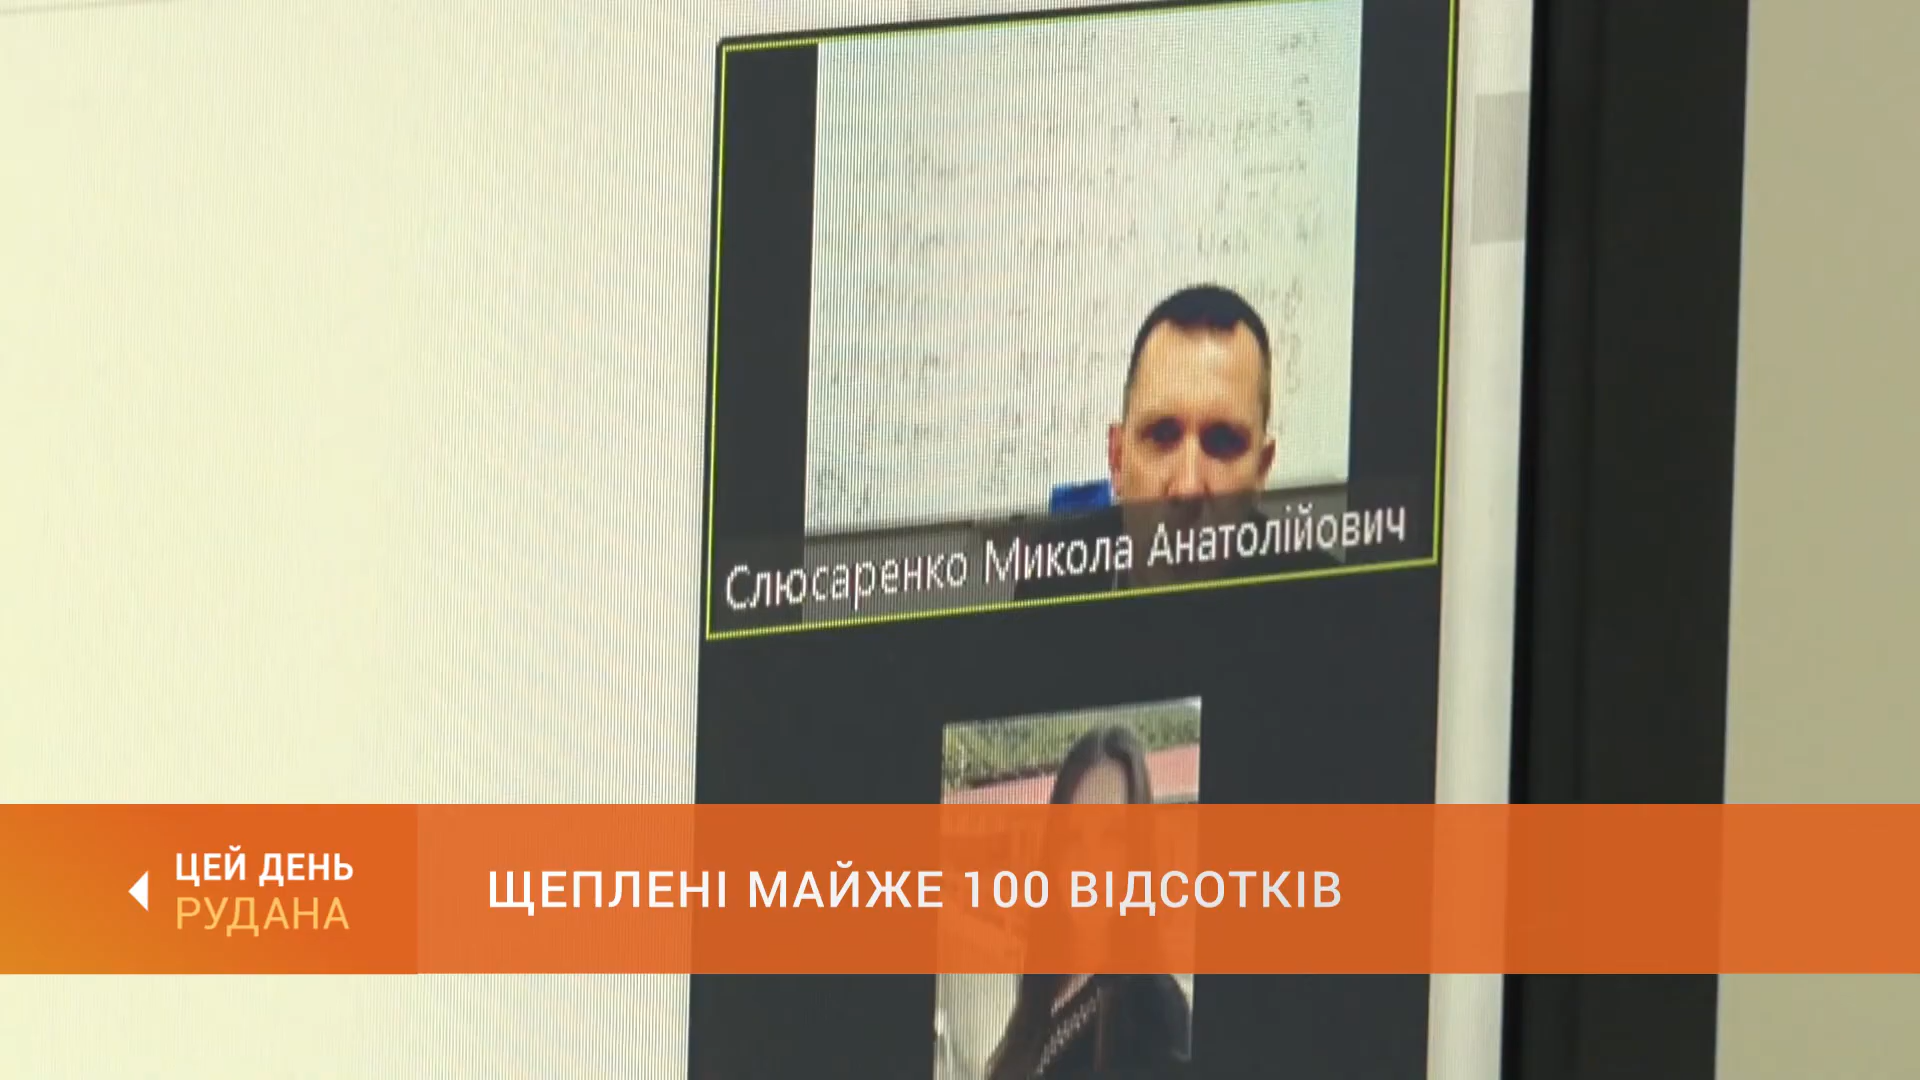 Слюсаренко Микола Анатолійович
ЦЕЙ ДЕНЬ
РУДАНА
ЩЕПЛЕНІ МАЙЖЕ 100 ВІДСОТКІВ